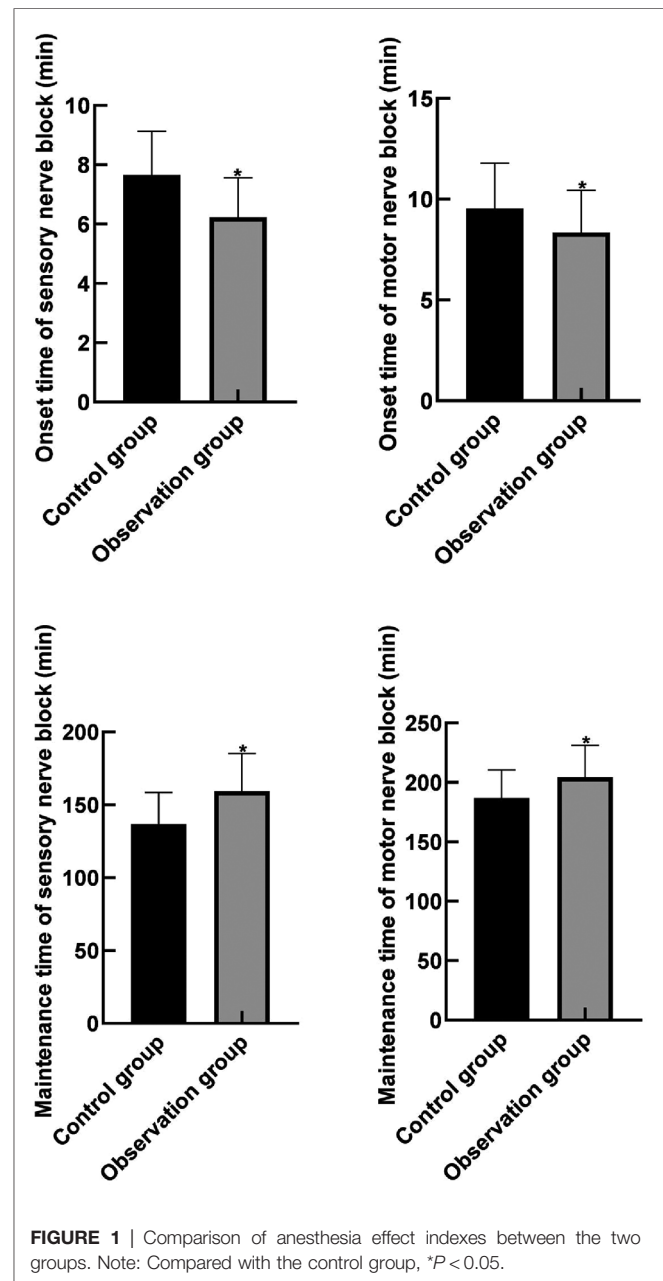 Onset time of sensory nerve block (min)
10
8
6
4
2
0
*
Control group
Observation group
Onset time of motor nerve block (min)
15
10
5
0
*
Control group
Observation group
Maintenance time of sensory nerve block (min)
200
150
100
50
0
*
Control group
Observation group
Maintenance time of motor nerve block (min)
250
200
150
100
50
0
*
Control group
Observation group
FIGURE 1 | Comparison of anesthesia effect indexes between the two
groups. Note: Compared with the control group, *P < 0.05.